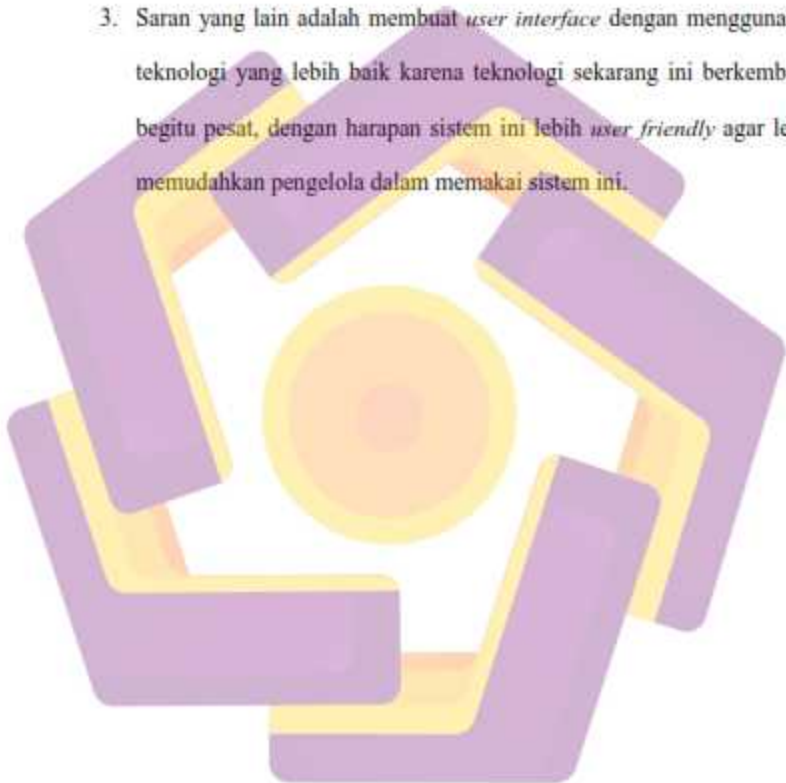 3. Saran yang lain adalah membuat user interface dengan mengguna
teknologi yang lebih baik karena teknologi sekarang ini berkemb
begitu pesat, dengan harapan sistem ini lebih user friendly agar le
memudahkan pengelola dalam memakai sistem ini.